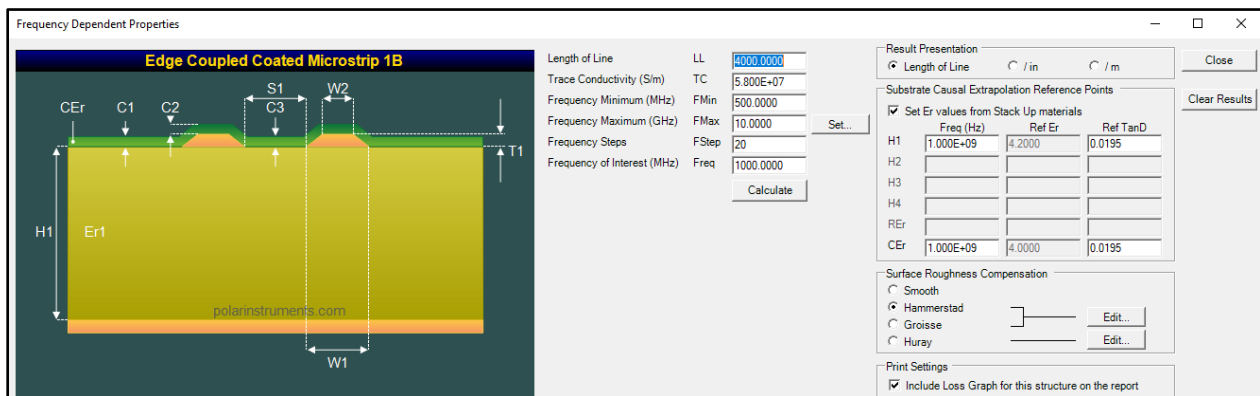 Frequency Dependent Properties
Edge Coupled Coated Microstrip 1B
S1 W2
CEr C1 C2 C3
T1
H1 Er1
polarinstruments.com
W1
Length of Line LL 4000.0000
Trace Conductivity (S/m) TC 5.800E+07
Frequency Minimum (MHz) FMin 500.0000
Frequency Maximum (GHz) FMax 10.0000 Set...
Frequency Steps FStep 20
Frequency of Interest (MHz) Freq 1000.0000
Calculate
Result Presentation
Length of Line / in / m
Substrate Causal Extrapolation Reference Points
Set Er values from Stack Up materials
Freq (Hz) Ref Er Ref TanD
H1 1.000E+09 4.2000 0.0195
H2
H3
H4
REr
CEr 1.000E+09 4.0000 0.0195
Surface Roughness Compensation
Smooth
Hammerstad
Edit...
Groisse
Huray Edit...
Print Settings
Include Loss Graph for this structure on the report
Close
Clear Results